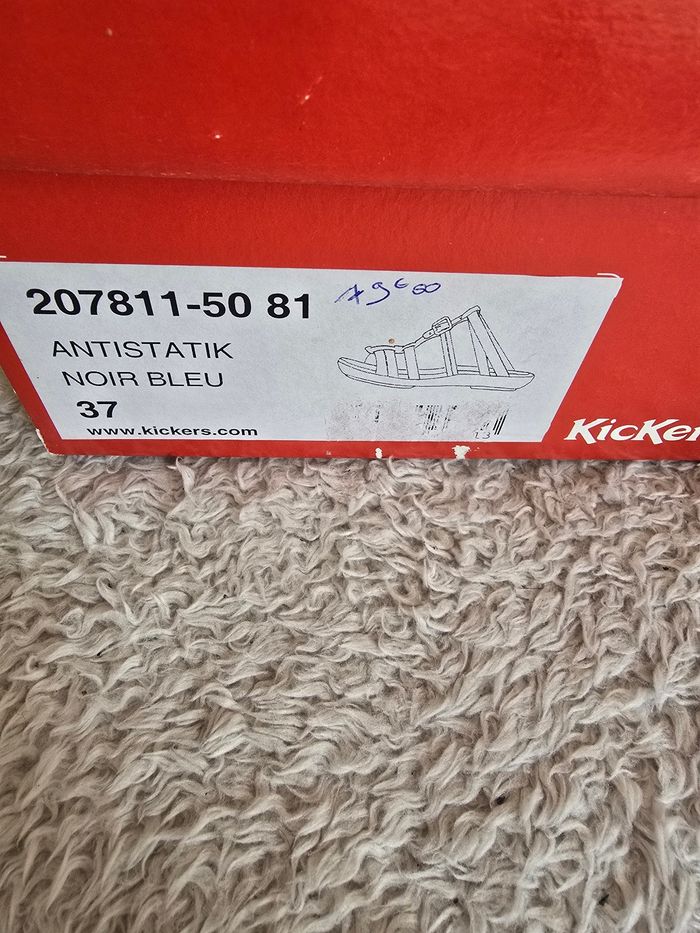 207811-50 81
ANTISTATIK
NOIR BLEU
37
www.kickers.com